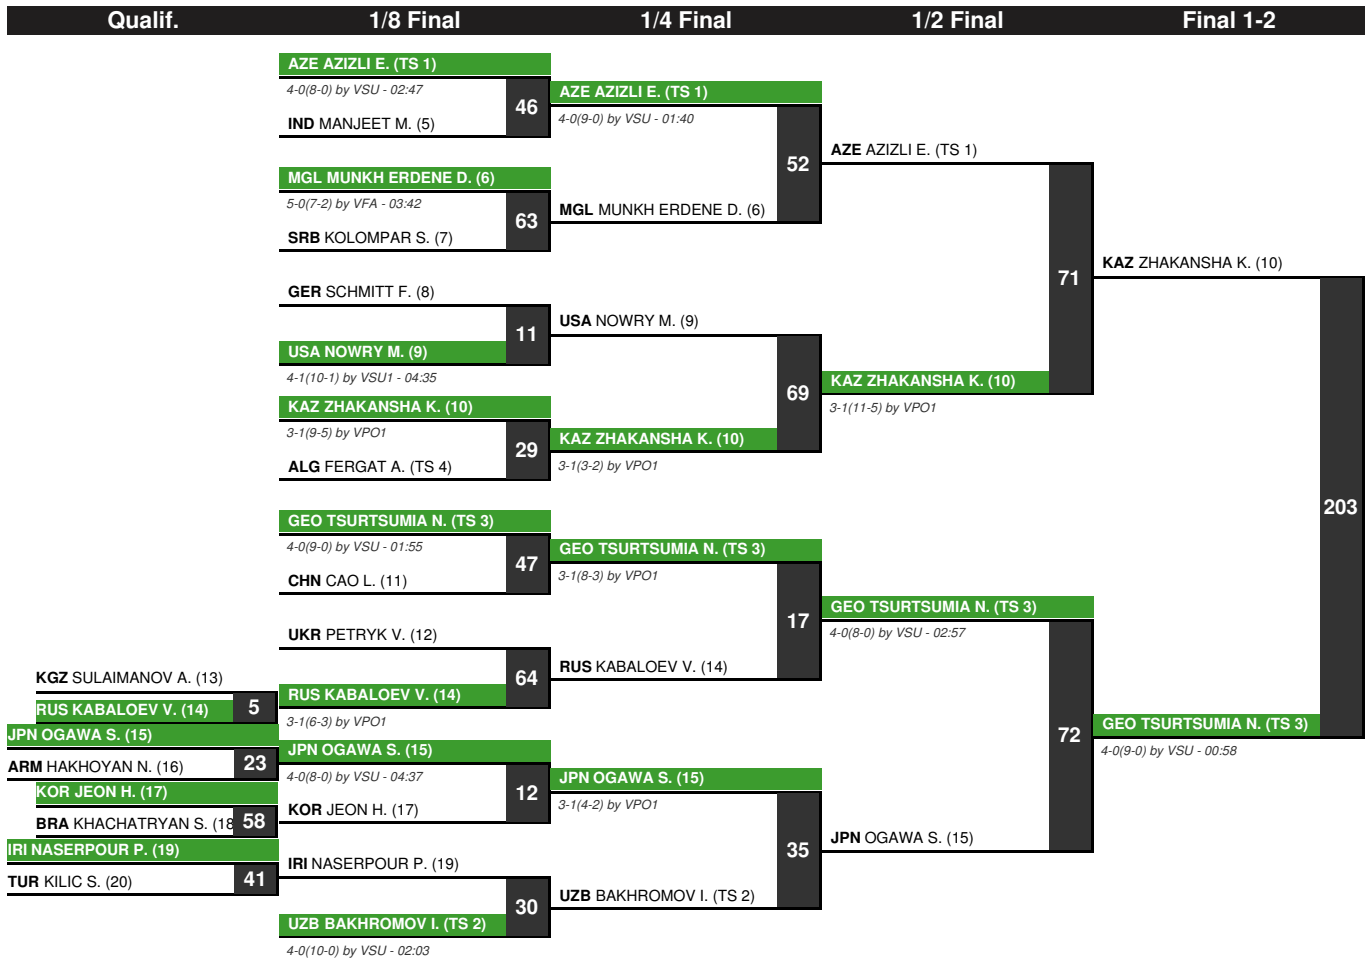 Qualif.
1/8 Final
1/4 Final
1/2 Final
Final 1-2
KGZ SULAIMANOV A. (13)
RUS KABALOEV V. (14)
5
JPN OGAWA S. (15)
ARM HAKHOYAN N. (16)
23
KOR JEON H. (17)
BRA KHACHATRYAN S. (18
58
IRI NASERPOUR P. (19)
TUR KILIC S. (20)
41
AZE AZIZLI E. (TS 1)
4-0(8-0) by VSU - 02:47
IND MANJEET M. (5)
46
MGL MUNKH ERDENE D. (6)
5-0(7-2) by VFA - 03:42
SRB KOLOMPAR S. (7)
63
GER SCHMITT F. (8)
11
USA NOWRY M. (9)
4-1(10-1) by VSU1 - 04:35
KAZ ZHAKANSHA K. (10)
3-1(9-5) by VPO1
ALG FERGAT A. (TS 4)
29
GEO TSURTSUMIA N. (TS 3)
4-0(9-0) by VSU - 01:55
CHN CAO L. (11)
47
UKR PETRYK V. (12)
64
RUS KABALOEV V. (14)
3-1(6-3) by VPO1
JPN OGAWA S. (15)
4-0(8-0) by VSU - 04:37
KOR JEON H. (17)
12
IRI NASERPOUR P. (19)
30
UZB BAKHROMOV I. (TS 2)
4-0(10-0) by VSU - 02:03
AZE AZIZLI E. (TS 1)
4-0(9-0) by VSU - 01:40
52
MGL MUNKH ERDENE D. (6)
USA NOWRY M. (9)
69
KAZ ZHAKANSHA K. (10)
3-1(3-2) by VPO1
GEO TSURTSUMIA N. (TS 3)
3-1(8-3) by VPO1
17
RUS KABALOEV V. (14)
JPN OGAWA S. (15)
3-1(4-2) by VPO1
35
UZB BAKHROMOV I. (TS 2)
AZE AZIZLI E. (TS 1)
71
KAZ ZHAKANSHA K. (10)
3-1(11-5) by VPO1
GEO TSURTSUMIA N. (TS 3)
4-0(8-0) by VSU - 02:57
72
JPN OGAWA S. (15)
KAZ ZHAKANSHA K. (10)
203
GEO TSURTSUMIA N. (TS 3)
4-0(9-0) by VSU - 00:58